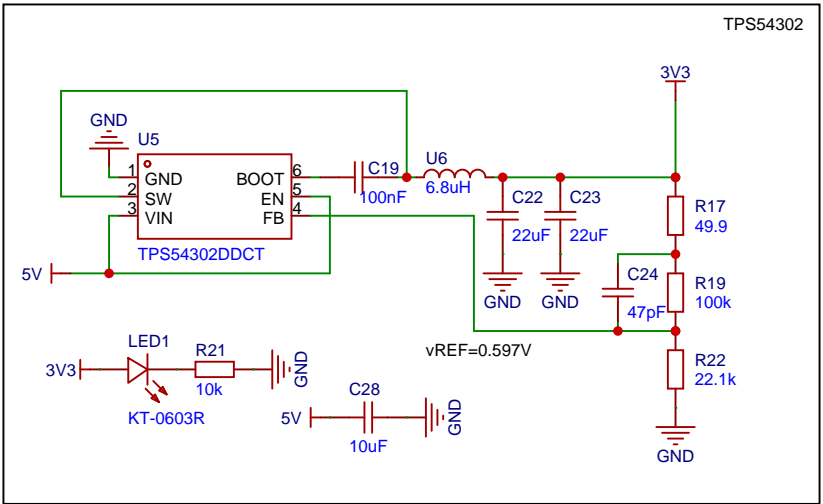 TPS54302
3V3
GND
U5
1 GND
2 SW
3 VIN
BOOT 6
EN 5
FB 4
TPS54302DDCT
C19
100nF
U6
6.8uH
C22
22uF
GND
C23
22uF
GND
R17
49.9
C24
47pF
R19
100k
5V
vREF=0.597V
R22
22.1k
GND
3V3
LED1
KT-0603R
R21
10k
GND
5V
C28
10uF
GND